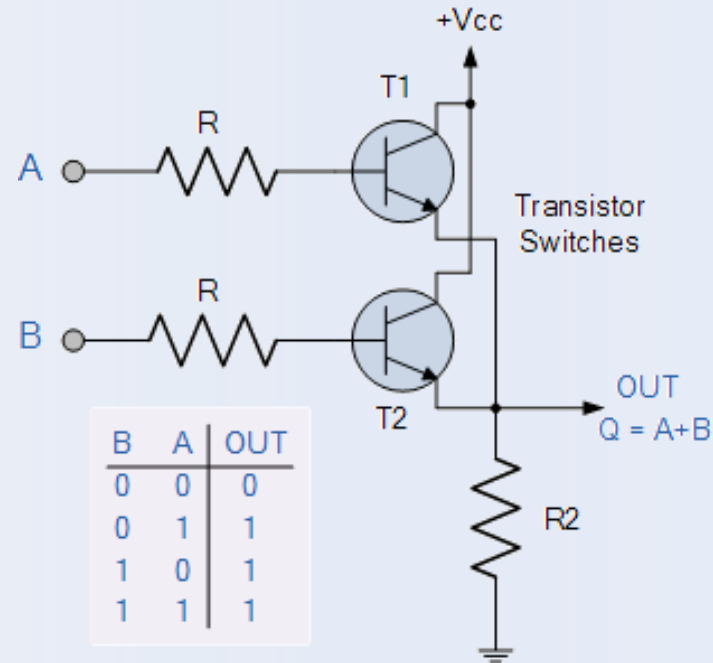 +Vcc
T1
R
A
Transistor
Switches
R
B
T2
OUT
Q = A+B
B A OUT
0 0 0
0 1 1
1 0 1
1 1 1
R2